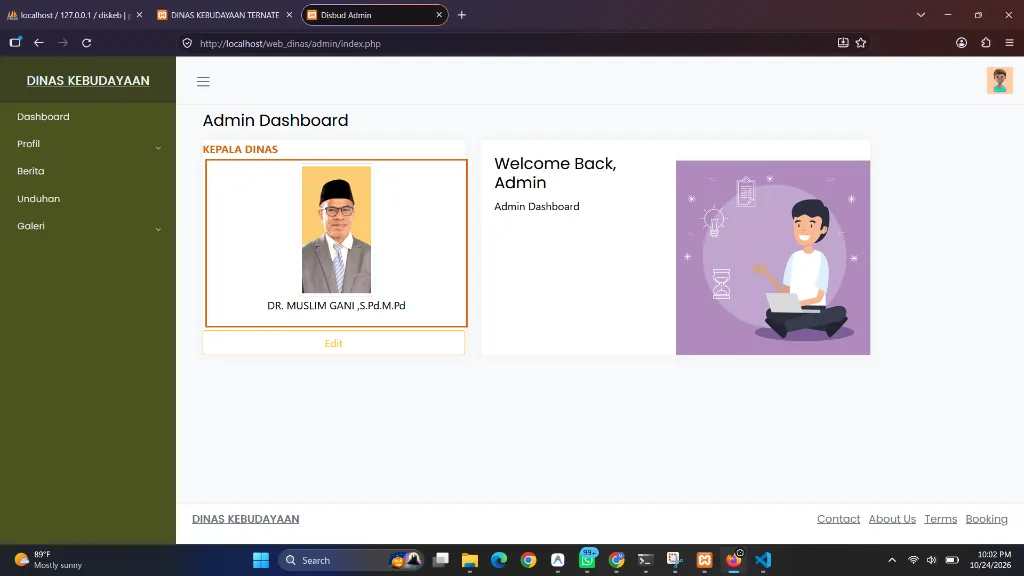 localhost / 127.0.0.1 / diskeb | p
DINAS KEBUDAYAAN TERNATE
Disbud Admin
http://localhost/web_dinas/admin/index.php
DINAS KEBUDAYAAN
Dashboard
Profil
Berita
Unduhan
Galeri
Admin Dashboard
KEPALA DINAS
DR. MUSLIM GANI ,S.Pd.M.Pd
Edit
Welcome Back,
Admin
Admin Dashboard
DINAS KEBUDAYAAN
Contact About Us Terms Booking
89°F
Mostly sunny
Search
99+
10:02 PM
10/24/2026